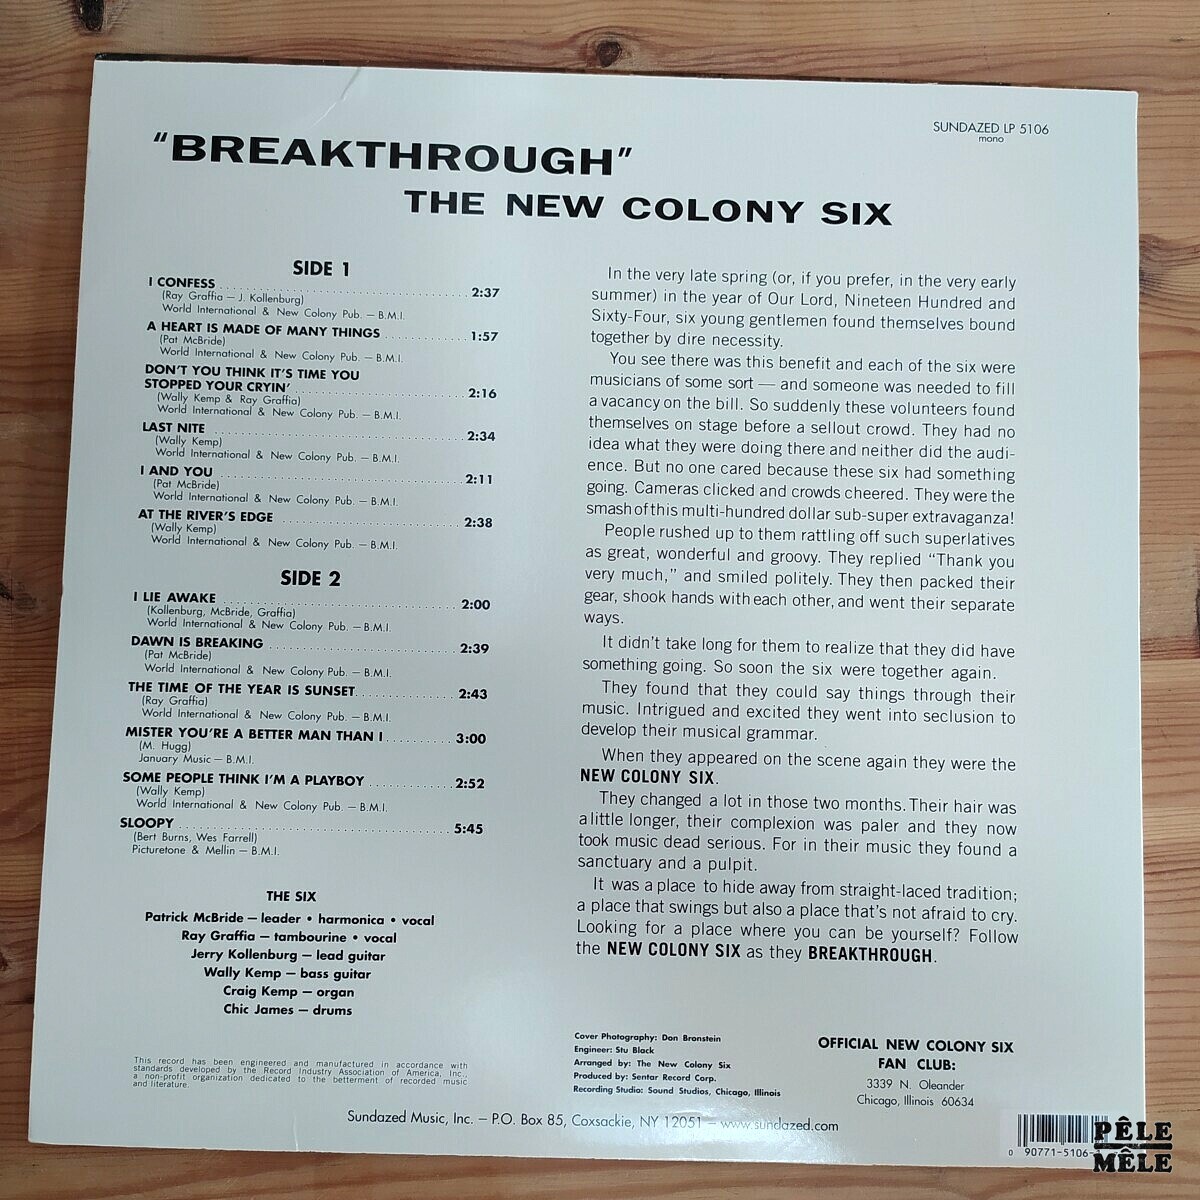 SUNDAZED LP 5106
mono
"BREAKTHROUGH"
THE NEW COLONY SIX
SIDE 1
I CONFESS 2:37
(Ray Graffia — J. Kollenburg)
World International & New Colony Pub. — B.M.I.
A HEART IS MADE OF MANY THINGS 1:57
(Pat McBride)
World International & New Colony Pub. — B.M.I.
DON'T YOU THINK IT'S TIME YOU
STOPPED YOUR CRYIN' 2:16
(Wally Kemp & Ray Graffia)
World International & New Colony Pub. — B.M.I.
LAST NITE 2:34
(Wally Kemp)
World International & New Colony Pub. — B.M.I.
I AND YOU 2:11
(Pat McBride)
World International & New Colony Pub. — B.M.I.
AT THE RIVER'S EDGE 2:38
(Wally Kemp)
World International & New Colony Pub. — B.M.I.
SIDE 2
I LIE AWAKE 2:00
(Kollenburg, McBride, Graffia)
World International & New Colony Pub. — B.M.I.
DAWN IS BREAKING 2:39
(Pat McBride)
World International & New Colony Pub. — B.M.I.
THE TIME OF THE YEAR IS SUNSET 2:43
(Ray Graffia)
World International & New Colony Pub. — B.M.I.
MISTER YOU'RE A BETTER MAN THAN I 3:00
(M. Hugg)
January Music — B.M.I.
SOME PEOPLE THINK I'M A PLAYBOY 2:52
(Wally Kemp)
World International & New Colony Pub. — B.M.I.
SLOOPY 5:45
(Bert Burns, Wes Farrell)
Picturetone & Mellin — B.M.I.
THE SIX
Patrick McBride — leader • harmonica • vocal
Ray Graffia — tambourine • vocal
Jerry Kollenburg — lead guitar
Wally Kemp — bass guitar
Craig Kemp — organ
Chic James — drums
This record has been engineered and manufactured in accordance with
standards developed by the Record Industry Association of America, Inc.,
a non-profit organization dedicated to the betterment of recorded music
and literature.
In the very late spring (or, if you prefer, in the very early
summer) in the year of Our Lord, Nineteen Hundred and
Sixty-Four, six young gentlemen found themselves bound
together by dire necessity.
You see there was this benefit and each of the six were
musicians of some sort — and someone was needed to fill
a vacancy on the bill. So suddenly these volunteers found
themselves on stage before a sellout crowd. They had no
idea what they were doing there and neither did the audi-
ence. But no one cared because these six had something
going. Cameras clicked and crowds cheered. They were the
smash of this multi-hundred dollar sub-super extravaganza!
People rushed up to them rattling off such superlatives
as great, wonderful and groovy. They replied "Thank you
very much," and smiled politely. They then packed their
gear, shook hands with each other, and went their separate
ways.
It didn't take long for them to realize that they did have
something going. So soon the six were together again.
They found that they could say things through their
music. Intrigued and excited they went into seclusion to
develop their musical grammar.
When they appeared on the scene again they were the
NEW COLONY SIX.
They changed a lot in those two months. Their hair was
a little longer, their complexion was paler and they now
took music dead serious. For in their music they found a
sanctuary and a pulpit.
It was a place to hide away from straight-laced tradition;
a place that swings but also a place that's not afraid to cry.
Looking for a place where you can be yourself? Follow
the NEW COLONY SIX as they BREAKTHROUGH.
Cover Photography: Don Bronstein
Engineer: Stu Black
Arranged by: The New Colony Six
Produced by: Sentar Record Corp.
Recording Studio: Sound Studios, Chicago, Illinois
OFFICIAL NEW COLONY SIX
FAN CLUB:
3339 N. Oleander
Chicago, Illinois 60634
Sundazed Music, Inc. — P.O. Box 85, Coxsackie, NY 12051 — www.sundazed.com
0 90771-5106-
PÊLE
MÊLE